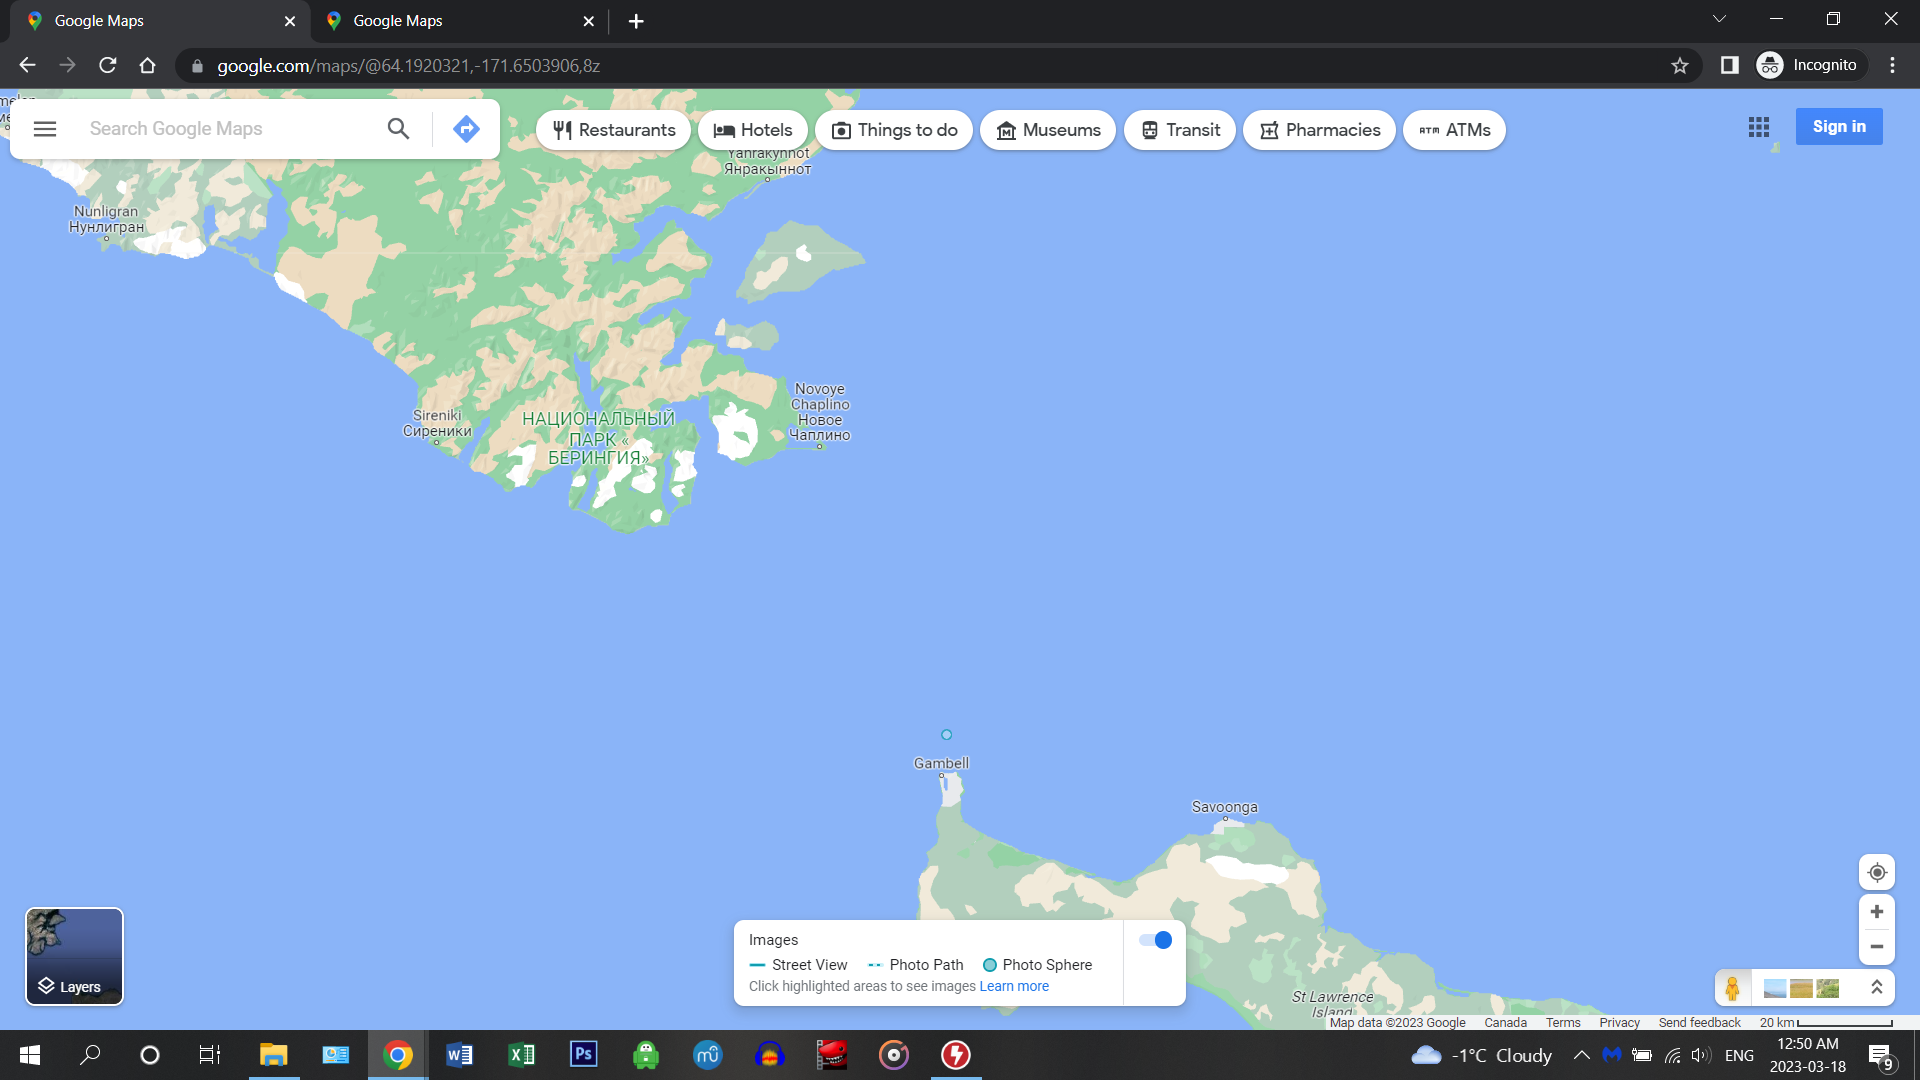 Google Maps
Google Maps
google.com/maps/@64.1920321,-171.6503906,8z
Incognito
Search Google Maps
Restaurants
Hotels
Things to do
Museums
Transit
Pharmacies
ATM ATMs
Sign in
Yanrakynnot
Янракыннот
Nunligran
Нунлигран
Novoye
Chaplino
Новое
Чаплино
Sireniki
Сиреники
НАЦИОНАЛЬНЫЙ
ПАРК «
БЕРИНГИЯ»
Gambell
Savoonga
St Lawrence
Island
Layers
Images
Street View
Photo Path
Photo Sphere
Click highlighted areas to see images Learn more
Map data ©2023 Google
Canada
Terms
Privacy
Send feedback
20 km
Ps
-1°C Cloudy
ENG
12:50 AM
2023-03-18
9